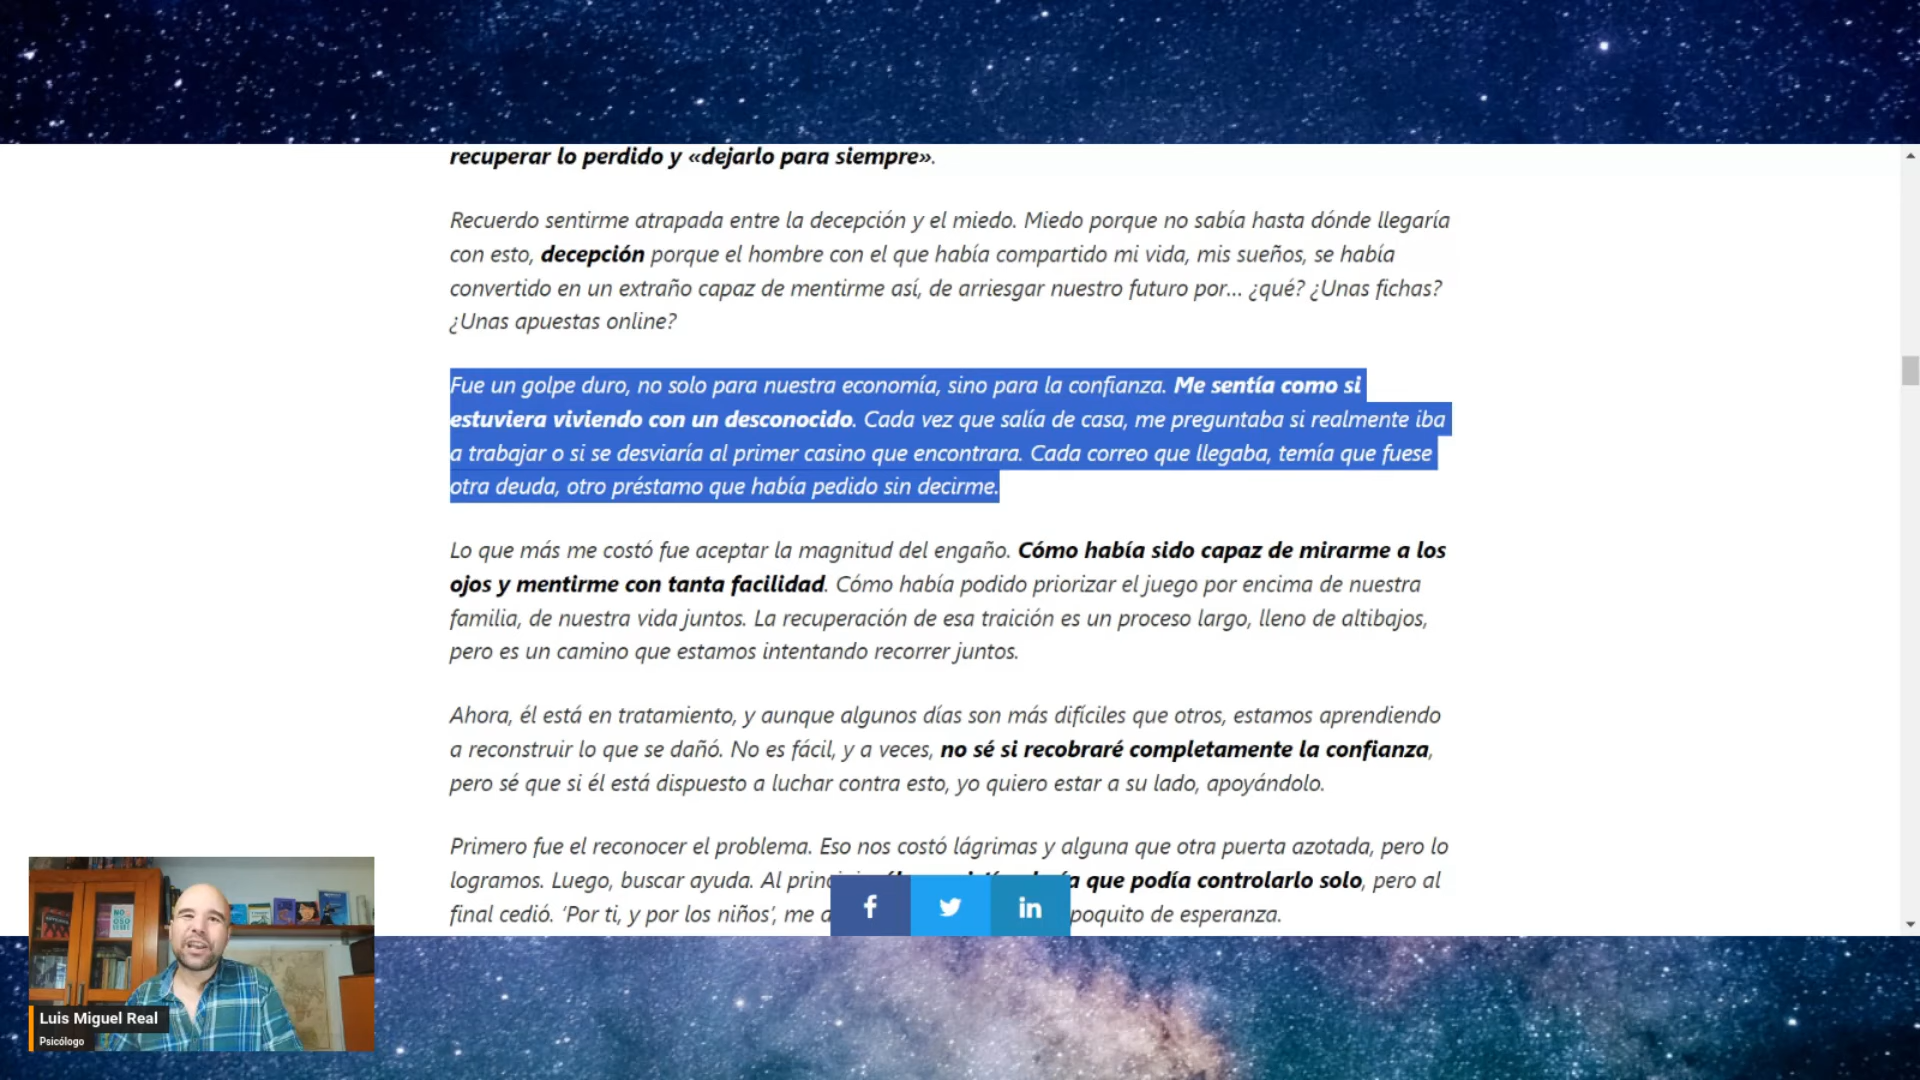 recuperar lo perdido y «dejarlo para siempre».
Recuerdo sentirme atrapada entre la decepción y el miedo. Miedo porque no sabía hasta dónde llegaría
con esto, decepción porque el hombre con el que había compartido mi vida, mis sueños, se había
convertido en un extraño capaz de mentirme así, de arriesgar nuestro futuro por... ¿qué? ¿Unas fichas?
¿Unas apuestas online?
Fue un golpe duro, no solo para nuestra economía, sino para la confianza. Me sentía como si
estuviera viviendo con un desconocido. Cada vez que salía de casa, me preguntaba si realmente iba
a trabajar o si se desviaría al primer casino que encontrara. Cada correo que llegaba, temía que fuese
otra deuda, otro préstamo que había pedido sin decirme.
Lo que más me costó fue aceptar la magnitud del engaño. Cómo había sido capaz de mirarme a los
ojos y mentirme con tanta facilidad. Cómo había podido priorizar el juego por encima de nuestra
familia, de nuestra vida juntos. La recuperación de esa traición es un proceso largo, lleno de altibajos,
pero es un camino que estamos intentando recorrer juntos.
Ahora, él está en tratamiento, y aunque algunos días son más difíciles que otros, estamos aprendiendo
a reconstruir lo que se dañó. No es fácil, y a veces, no sé si recobraré completamente la confianza,
pero sé que si él está dispuesto a luchar contra esto, yo quiero estar a su lado, apoyándolo.
Primero fue el reconocer el problema. Eso nos costó lágrimas y alguna que otra puerta azotada, pero lo
logramos. Luego, buscar ayuda. Al que podía controlarlo solo, pero al
final cedió. ‘Por ti, y por los niños’, me poquito de esperanza.
f in
Luis Miguel Real
Psicólogo